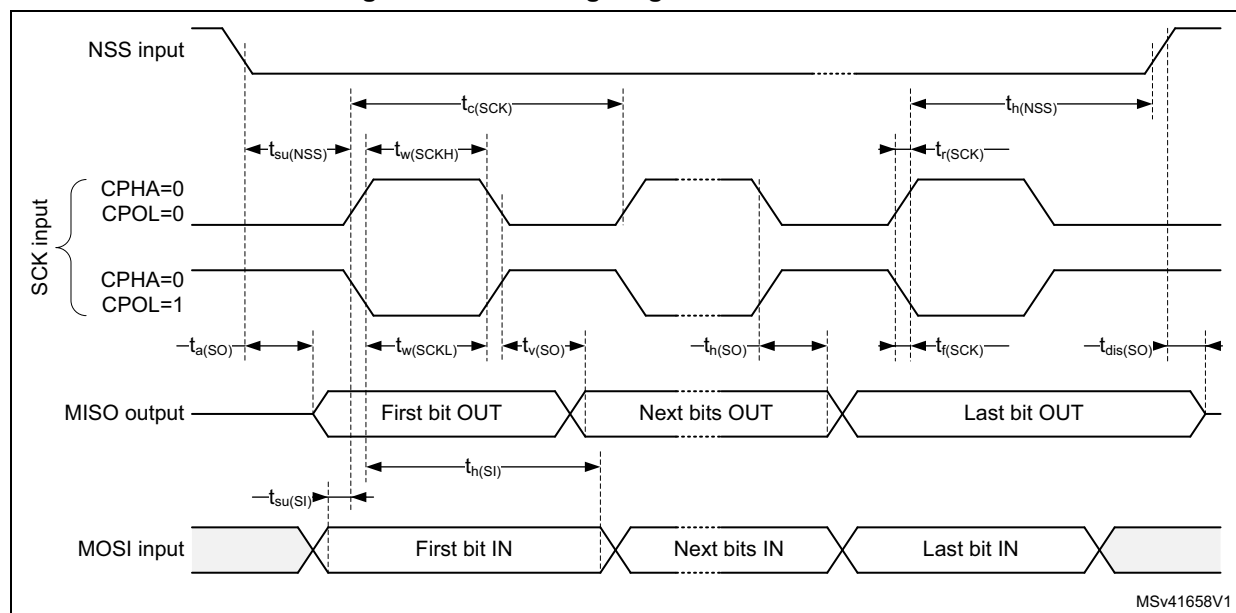 NSS input
tc(SCK)
th(NSS)
tsu(NSS)
tw(SCKH)
tr(SCK)
SCK input
CPHA=0
CPOL=0
CPHA=0
CPOL=1
ta(SO)
tw(SCKL)
tv(SO)
th(SO)
tf(SCK)
tdis(SO)
MISO output
First bit OUT
Next bits OUT
Last bit OUT
th(SI)
tsu(SI)
MOSI input
First bit IN
Next bits IN
Last bit IN
MSv41658V1